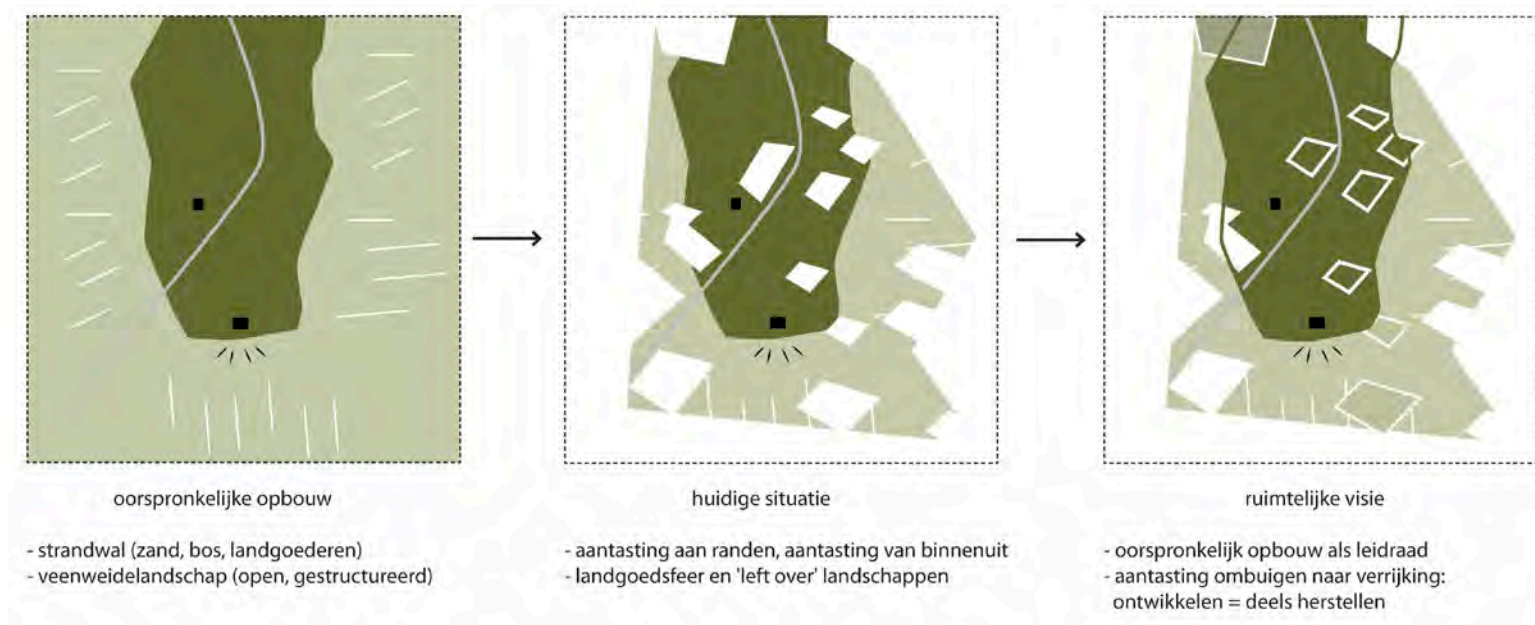 oorspronkelijke opbouw
- strandwal (zand, bos, landgoederen)
- veenweidelandschap (open, gestructureerd)
huidige situatie
- aantasting aan randen, aantasting van binnenuit
- landgoedsfeer en 'left over' landschappen
ruimtelijke visie
- oorspronkelijk opbouw als leidraad
- aantasting ombuigen naar verrijking:
ontwikkelen = deels herstellen